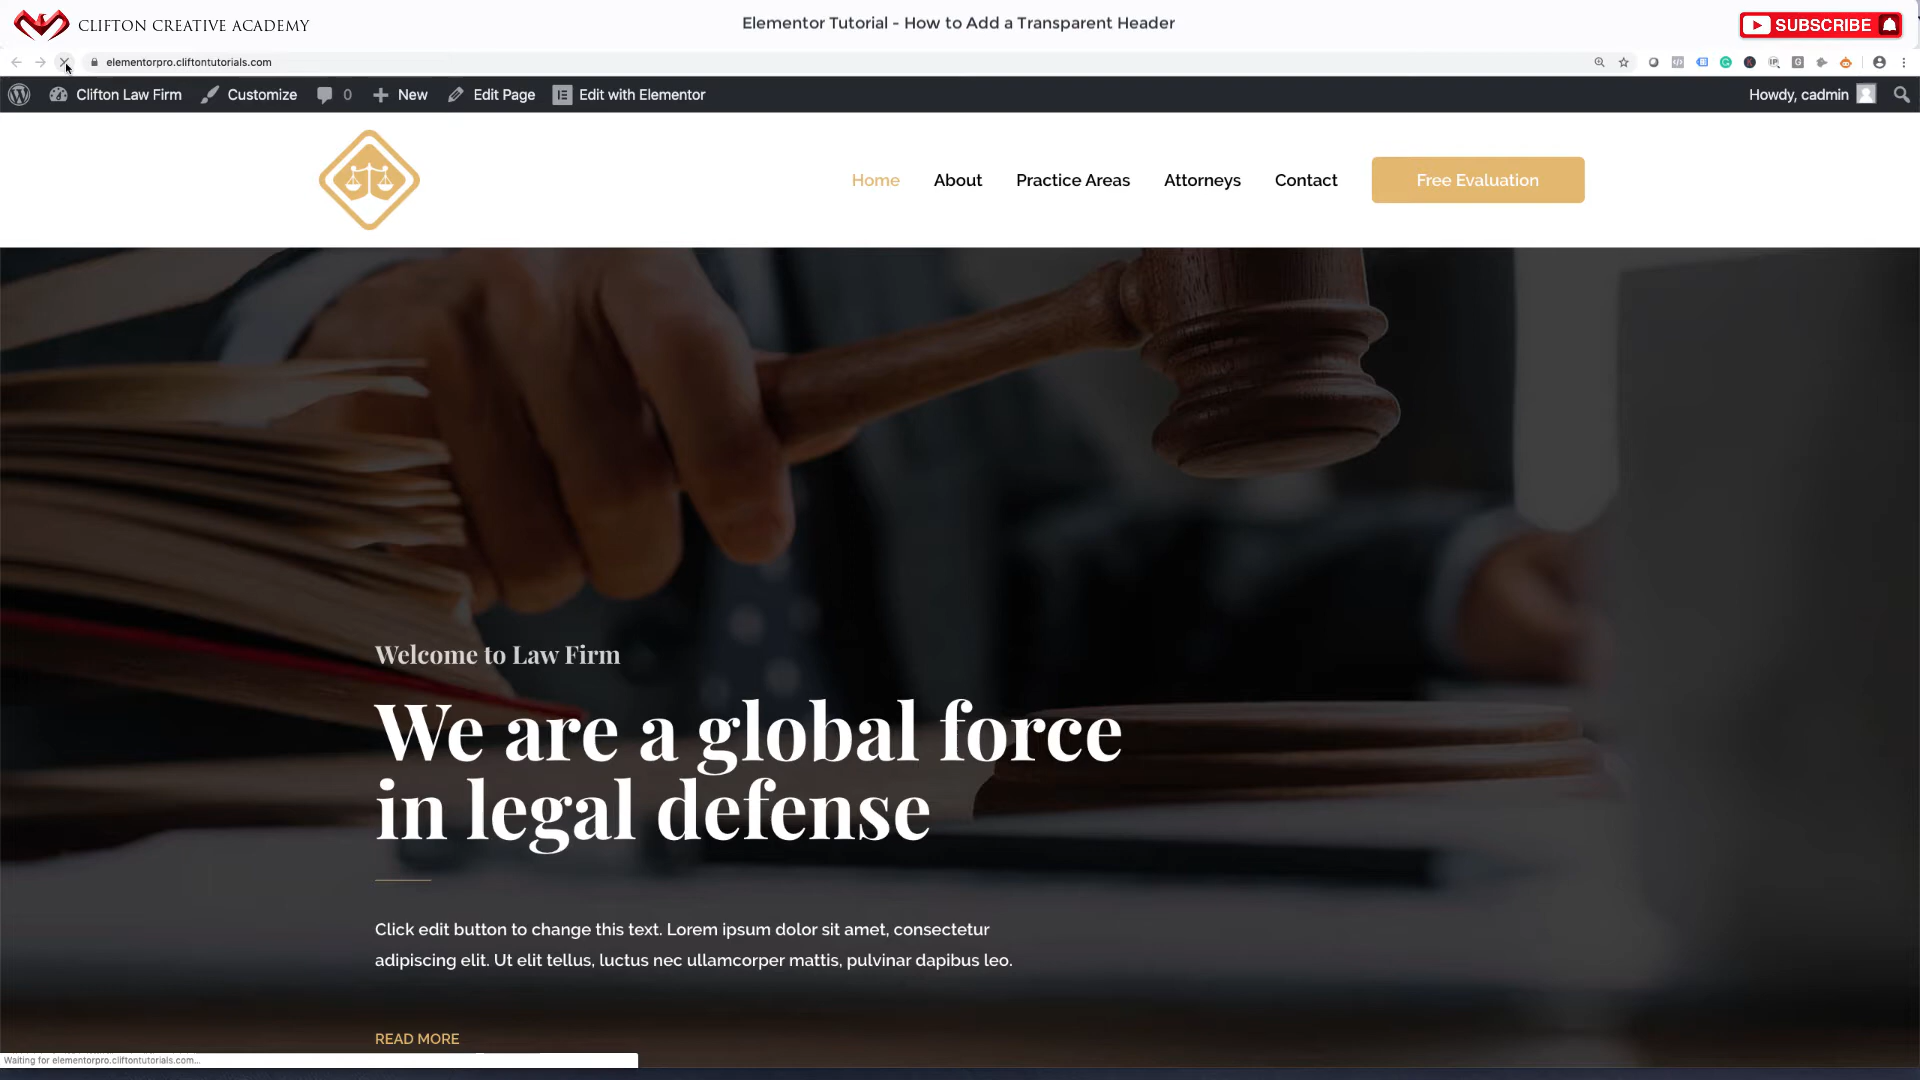 CLIFTON CREATIVE ACADEMY
Elementor Tutorial - How to Add a Transparent Header
SUBSCRIBE
elementorpro.cliftontutorials.com
Clifton Law Firm
Customize
0
New
Edit Page
Edit with Elementor
Howdy, cadmin
Home
About
Practice Areas
Attorneys
Contact
Free Evaluation
Welcome to Law Firm
We are a global force
in legal defense
Click edit button to change this text. Lorem ipsum dolor sit amet, consectetur
adipiscing elit. Ut elit tellus, luctus nec ullamcorper mattis, pulvinar dapibus leo.
READ MORE
Waiting for elementorpro.cliftontutorials.com...